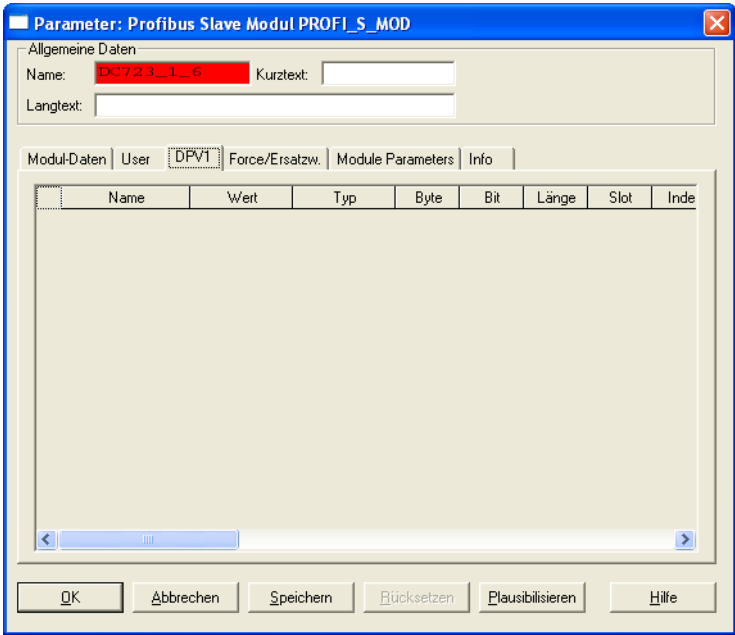 Parameter: Profibus Slave Modul PROFI_S_MOD
Allgemeine Daten
Name: DC723_1_6 Kurztext:
Langtext:
Modul-Daten User DPV1 Force/Ersatzw. Module Parameters Info
Name Wert Typ Byte Bit Länge Slot Inde
OK Abbrechen Speichern Rücksetzen Plausibilisieren Hilfe